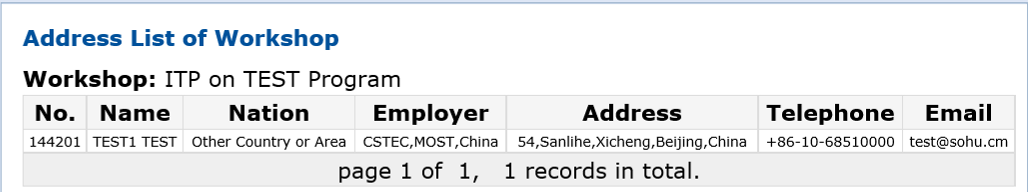 Address List of Workshop
Workshop: ITP on TEST Program
No. Name Nation Employer Address Telephone Email
144201 TEST1 TEST Other Country or Area CSTEC,MOST,China 54,Sanlihe,Xicheng,Beijing,China +86-10-68510000 test@sohu.cm
page 1 of 1, 1 records in total.